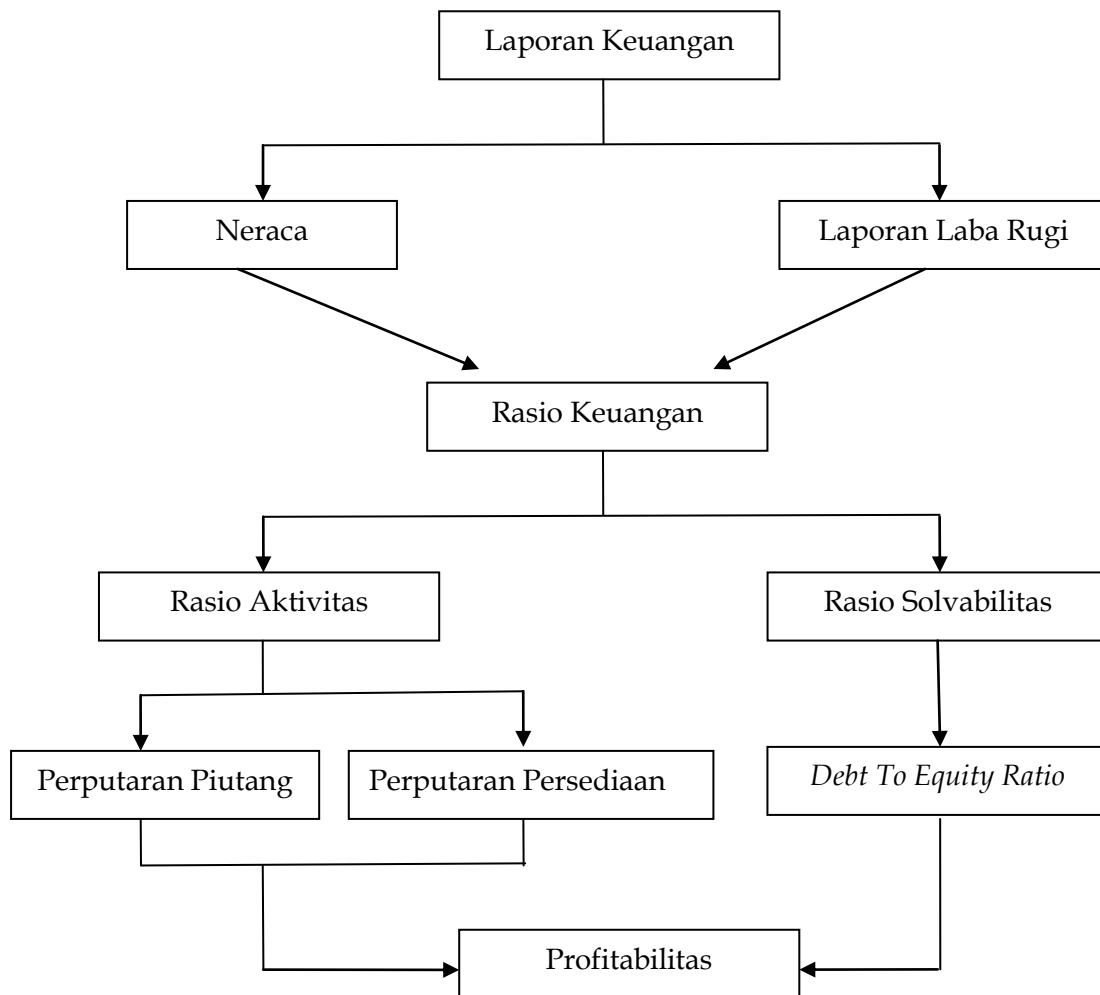 Laporan Keuangan
Neraca
Laporan Laba Rugi
Rasio Keuangan
Rasio Aktivitas
Rasio Solvabilitas
Perputaran Piutang
Perputaran Persediaan
Debt To Equity Ratio
Profitabilitas